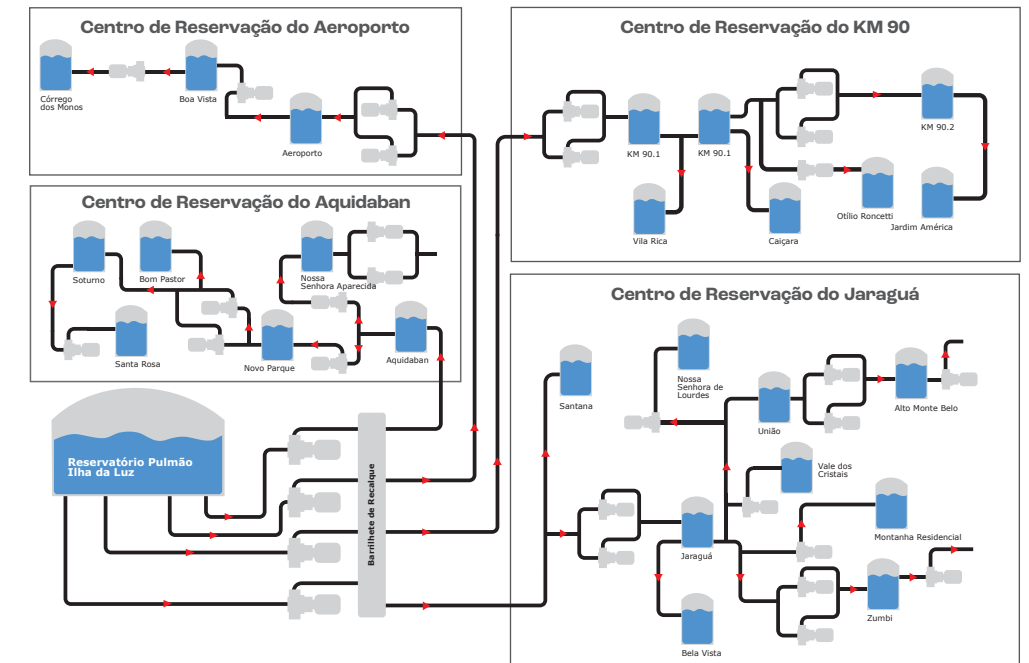 Centro de Reservação do Aeroporto
Córrego
dos Monos
Boa Vista
Aeroporto
Centro de Reservação do KM 90
KM 90.1
KM 90.1
KM 90.2
Vila Rica
Caiçara
Otílio Roncetti
Jardim América
Centro de Reservação do Aquidaban
Soturno
Bom Pastor
Nossa
Senhora Aparecida
Santa Rosa
Novo Parque
Aquidaban
Reservatório Pulmão
Ilha da Luz
Barrilhete de Recalque
Centro de Reservação do Jaraguá
Santana
Nossa
Senhora de
Lourdes
União
Alto Monte Belo
Vale dos
Cristais
Jaraguá
Montanha Residencial
Bela Vista
Zumbi